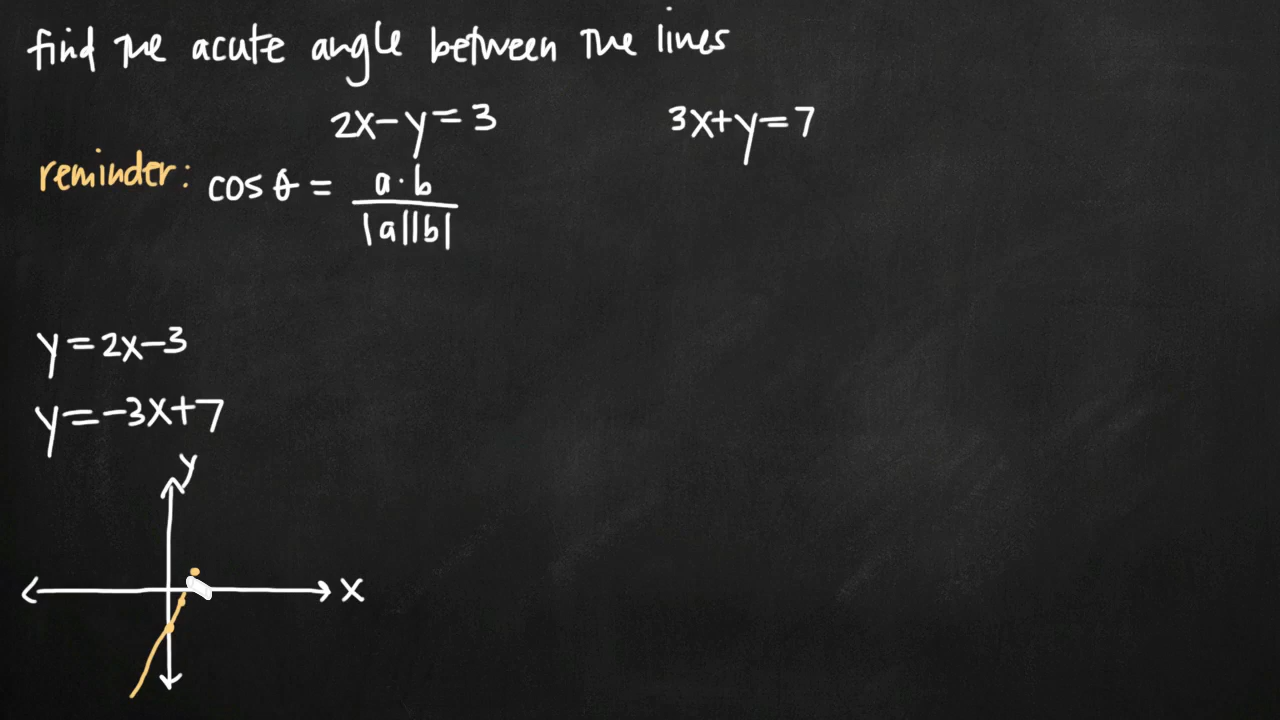 find the acute angle between the lines
2x-y=3 3x+y=7
reminder: cos θ = a·b / |a||b|
y=2x-3
y=-3x+7
y
x